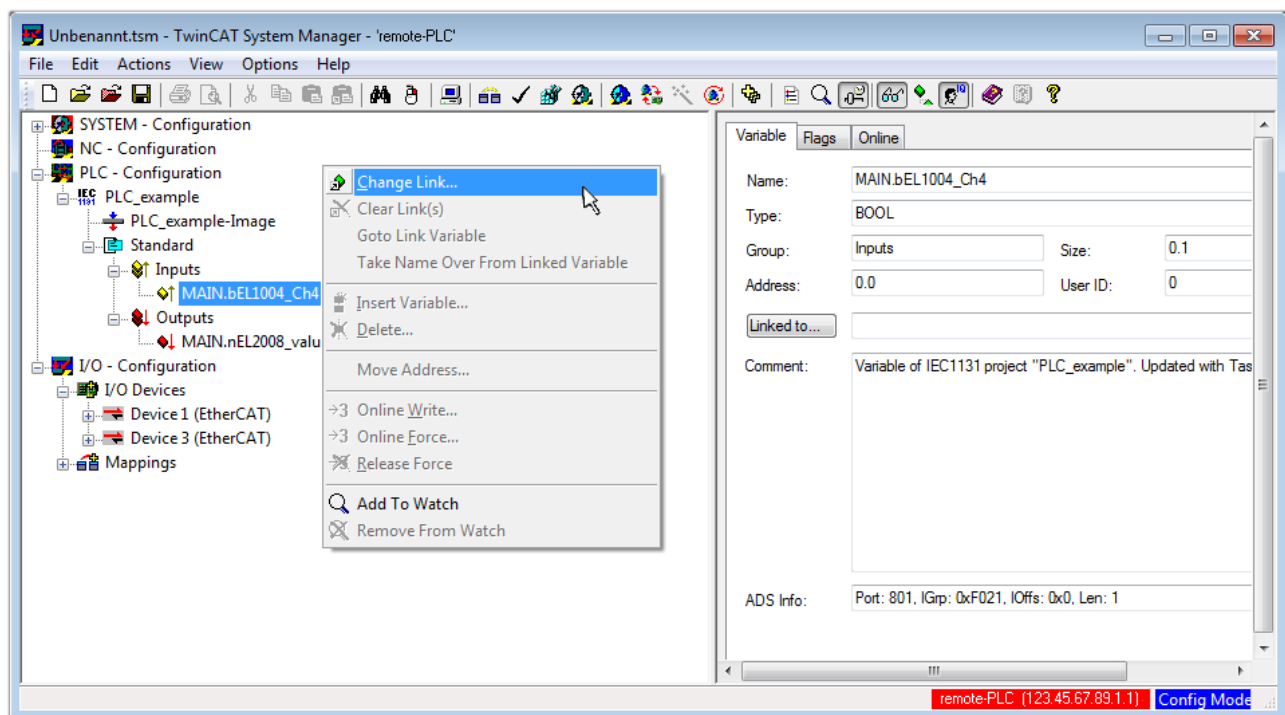 Unbenannt.tsm - TwinCAT System Manager - 'remote-PLC'
File Edit Actions View Options Help
SYSTEM - Configuration
NC - Configuration
PLC - Configuration
IEC 1131 PLC_example
PLC_example-Image
Standard
Inputs
MAIN.bEL1004_Ch4
Outputs
MAIN.nEL2008_valu
I/O - Configuration
I/O Devices
Device 1 (EtherCAT)
Device 3 (EtherCAT)
Mappings
Change Link...
Clear Link(s)
Goto Link Variable
Take Name Over From Linked Variable
Insert Variable...
Delete...
Move Address...
→3 Online Write...
→3 Online Force...
Release Force
Add To Watch
Remove From Watch
Variable Flags Online
Name: MAIN.bEL1004_Ch4
Type: BOOL
Group: Inputs Size: 0.1
Address: 0.0 User ID: 0
Linked to...
Comment: Variable of IEC1131 project "PLC_example". Updated with Tas
ADS Info: Port: 801, IGrp: 0xF021, IOffs: 0x0, Len: 1
remote-PLC (123.45.67.89.1.1) Config Mode